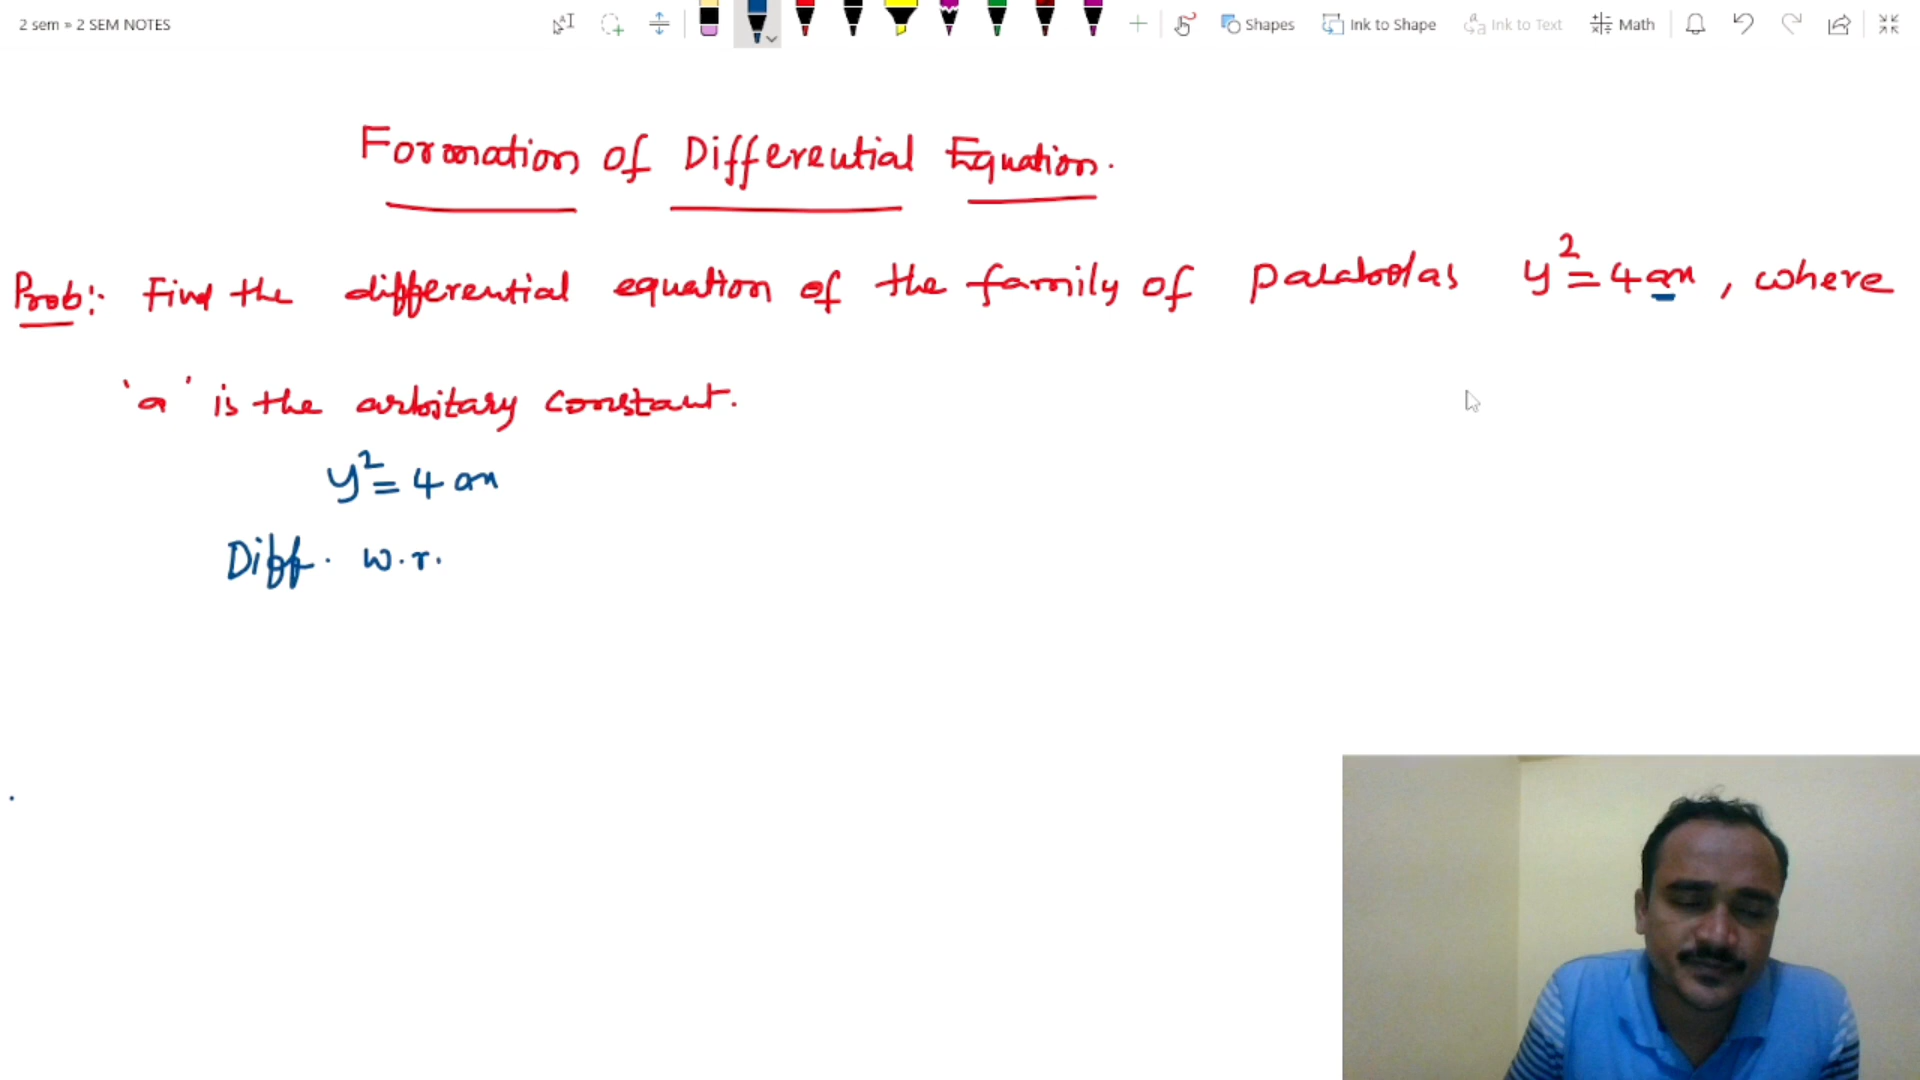 2 sem » 2 SEM NOTES
Shapes Ink to Shape Ink to Text Math
Formation of Differential Equation.
Prob:. Find the differential equation of the family of parabolas y²=4ax, where
'a' is the arbitary constant.
y²=4ax
Diff. w.r.